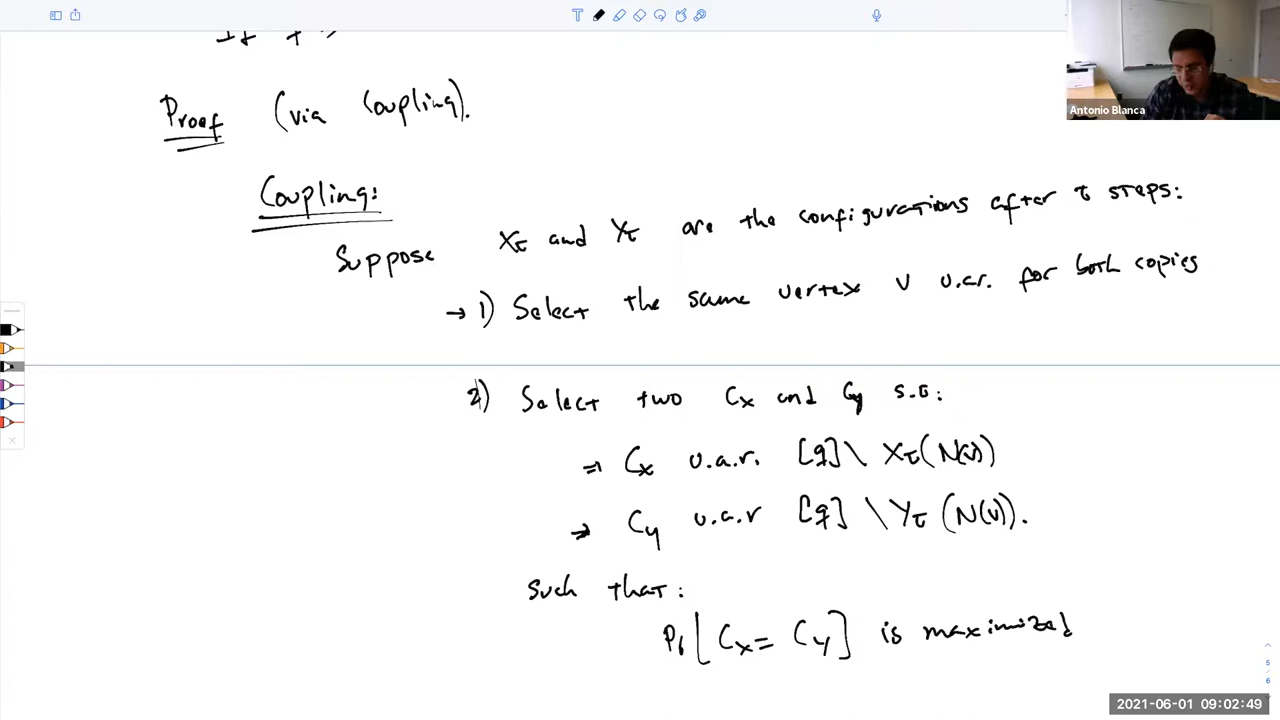 Proof (via Coupling).
Coupling:
Suppose Xt and Yt are the configurations after t steps:
→ 1) Select the same vertex v u.a.r. for both copies
2) Select two Cx and Cy s.t:
⇒ Cx u.a.r. [q] \ Xt(N(v))
⇒ Cy u.a.r [q] \ Yt (N(v)).
Such that:
Pr[Cx = Cy] is maximized
Antonio Blanca
5
6
2021-06-01 09:02:49